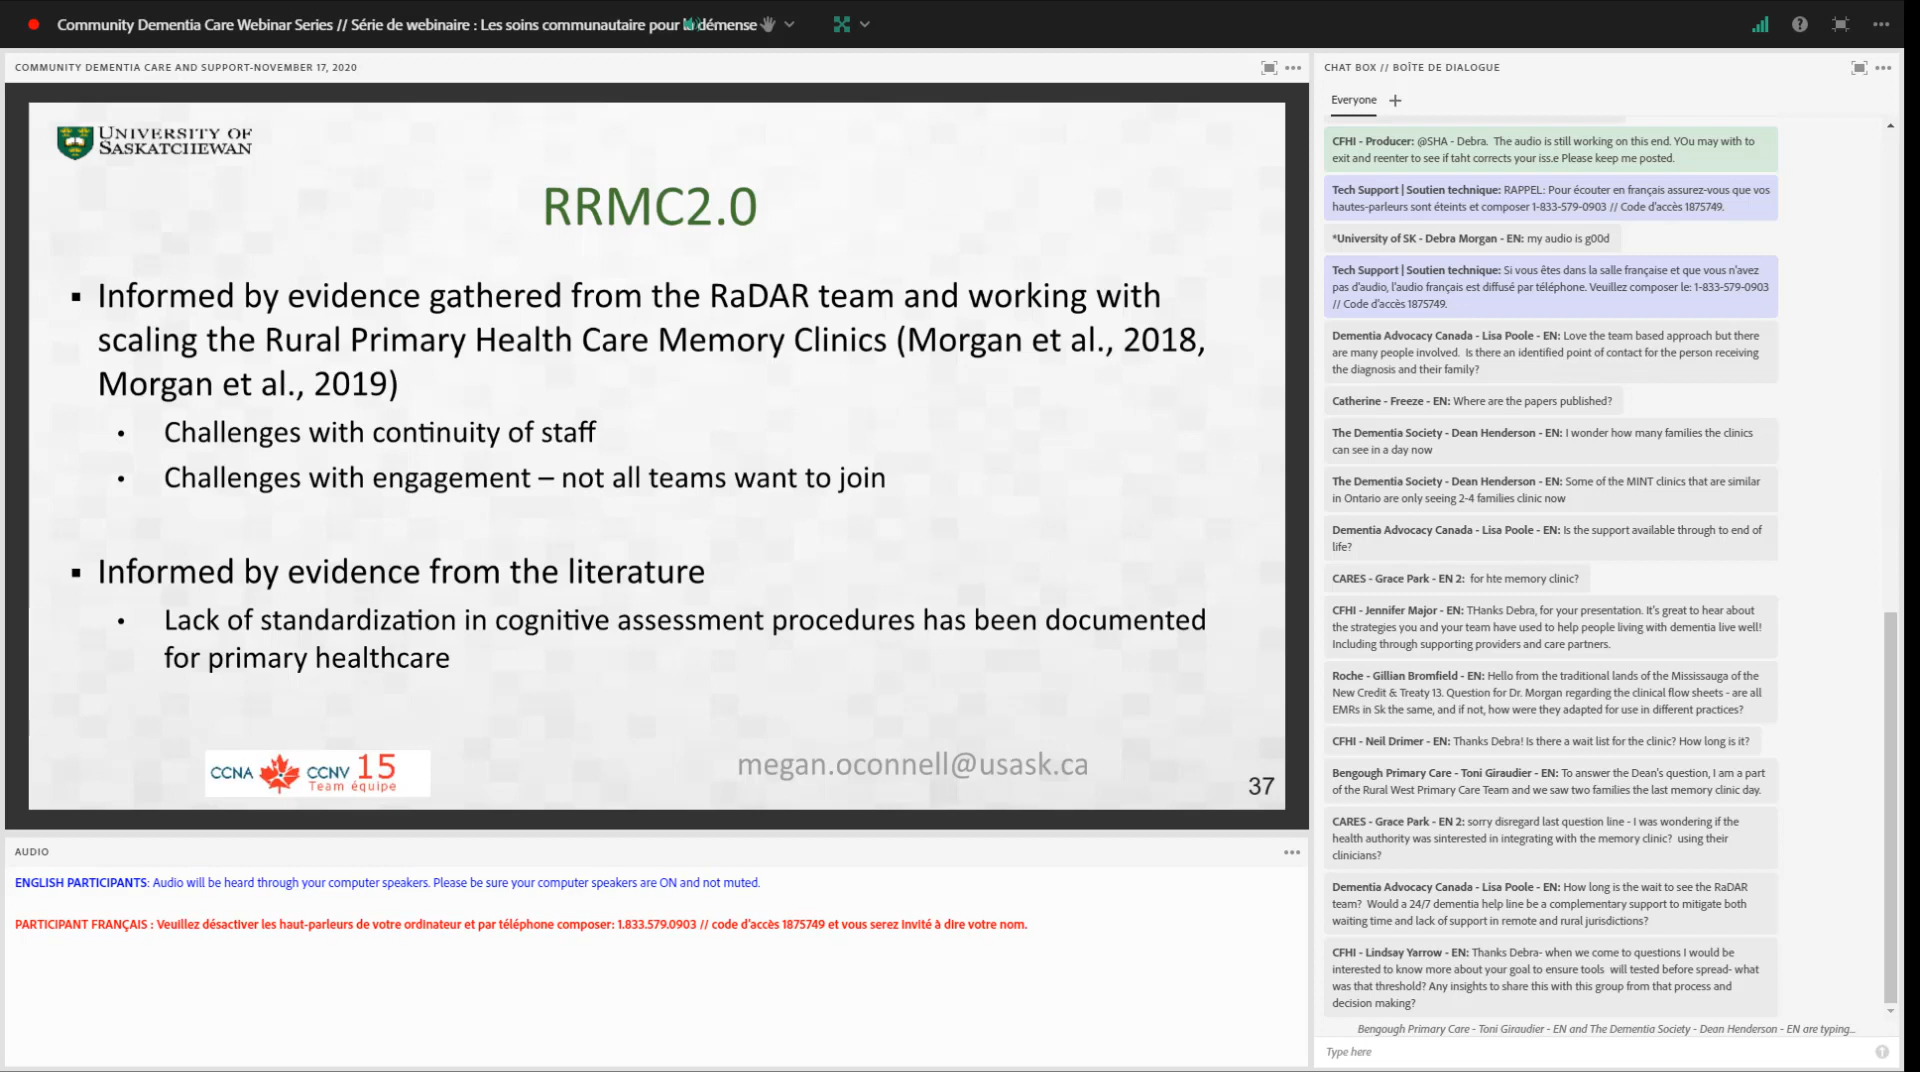 Community Dementia Care Webinar Series // Série de webinaire : Les soins communautaire pour la démense
COMMUNITY DEMENTIA CARE AND SUPPORT-NOVEMBER 17, 2020
UNIVERSITY OF
SASKATCHEWAN
RRMC2.0
▪ Informed by evidence gathered from the RaDAR team and working with
scaling the Rural Primary Health Care Memory Clinics (Morgan et al., 2018,
Morgan et al., 2019)
• Challenges with continuity of staff
• Challenges with engagement – not all teams want to join
▪ Informed by evidence from the literature
• Lack of standardization in cognitive assessment procedures has been documented
for primary healthcare
CCNA CCNV 15
Team équipe
megan.oconnell@usask.ca
37
AUDIO
ENGLISH PARTICIPANTS: Audio will be heard through your computer speakers. Please be sure your computer speakers are ON and not muted.
PARTICIPANT FRANÇAIS : Veuillez désactiver les haut-parleurs de votre ordinateur et par téléphone composer: 1.833.579.0903 // code d'accès 1875749 et vous serez invité à dire votre nom.
CHAT BOX // BOÎTE DE DIALOGUE
Everyone
CFHI - Producer: @SHA - Debra. The audio is still working on this end. YOu may with to
exit and reenter to see if taht corrects your iss.e Please keep me posted.
Tech Support | Soutien technique: RAPPEL: Pour écouter en français assurez-vous que vos
hautes-parleurs sont éteints et composer 1-833-579-0903 // Code d'accès 1875749.
*University of SK - Debra Morgan - EN: my audio is g00d
Tech Support | Soutien technique: Si vous êtes dans la salle française et que vous n'avez
pas d'audio, l'audio français est diffusé par téléphone. Veuillez composer le: 1-833-579-0903
// Code d'accès 1875749.
Dementia Advocacy Canada - Lisa Poole - EN: Love the team based approach but there
are many people involved. Is there an identified point of contact for the person receiving
the diagnosis and their family?
Catherine - Freeze - EN: Where are the papers published?
The Dementia Society - Dean Henderson - EN: I wonder how many families the clinics
can see in a day now
The Dementia Society - Dean Henderson - EN: Some of the MINT clinics that are similar
in Ontario are only seeing 2-4 families clinic now
Dementia Advocacy Canada - Lisa Poole - EN: Is the support available through to end of
life?
CARES - Grace Park - EN 2: for hte memory clinic?
CFHI - Jennifer Major - EN: THanks Debra, for your presentation. It's great to hear about
the strategies you and your team have used to help people living with dementia live well!
Including through supporting providers and care partners.
Roche - Gillian Bromfield - EN: Hello from the traditional lands of the Mississauga of the
New Credit & Treaty 13. Question for Dr. Morgan regarding the clinical flow sheets - are all
EMRs in Sk the same, and if not, how were they adapted for use in different practices?
CFHI - Neil Drimer - EN: Thanks Debra! Is there a wait list for the clinic? How long is it?
Bengough Primary Care - Toni Giraudier - EN: To answer the Dean's question, I am a part
of the Rural West Primary Care Team and we saw two families the last memory clinic day.
CARES - Grace Park - EN 2: sorry disregard last question line - I was wondering if the
health authority was sinterested in integrating with the memory clinic? using their
clinicians?
Dementia Advocacy Canada - Lisa Poole - EN: How long is the wait to see the RaDAR
team? Would a 24/7 dementia help line be a complementary support to mitigate both
waiting time and lack of support in remote and rural jurisdictions?
CFHI - Lindsay Yarrow - EN: Thanks Debra- when we come to questions I would be
interested to know more about your goal to ensure tools will tested before spread- what
was that threshold? Any insights to share this with this group from that process and
decision making?
Bengough Primary Care - Toni Giraudier - EN and The Dementia Society - Dean Henderson - EN are typing...
Type here